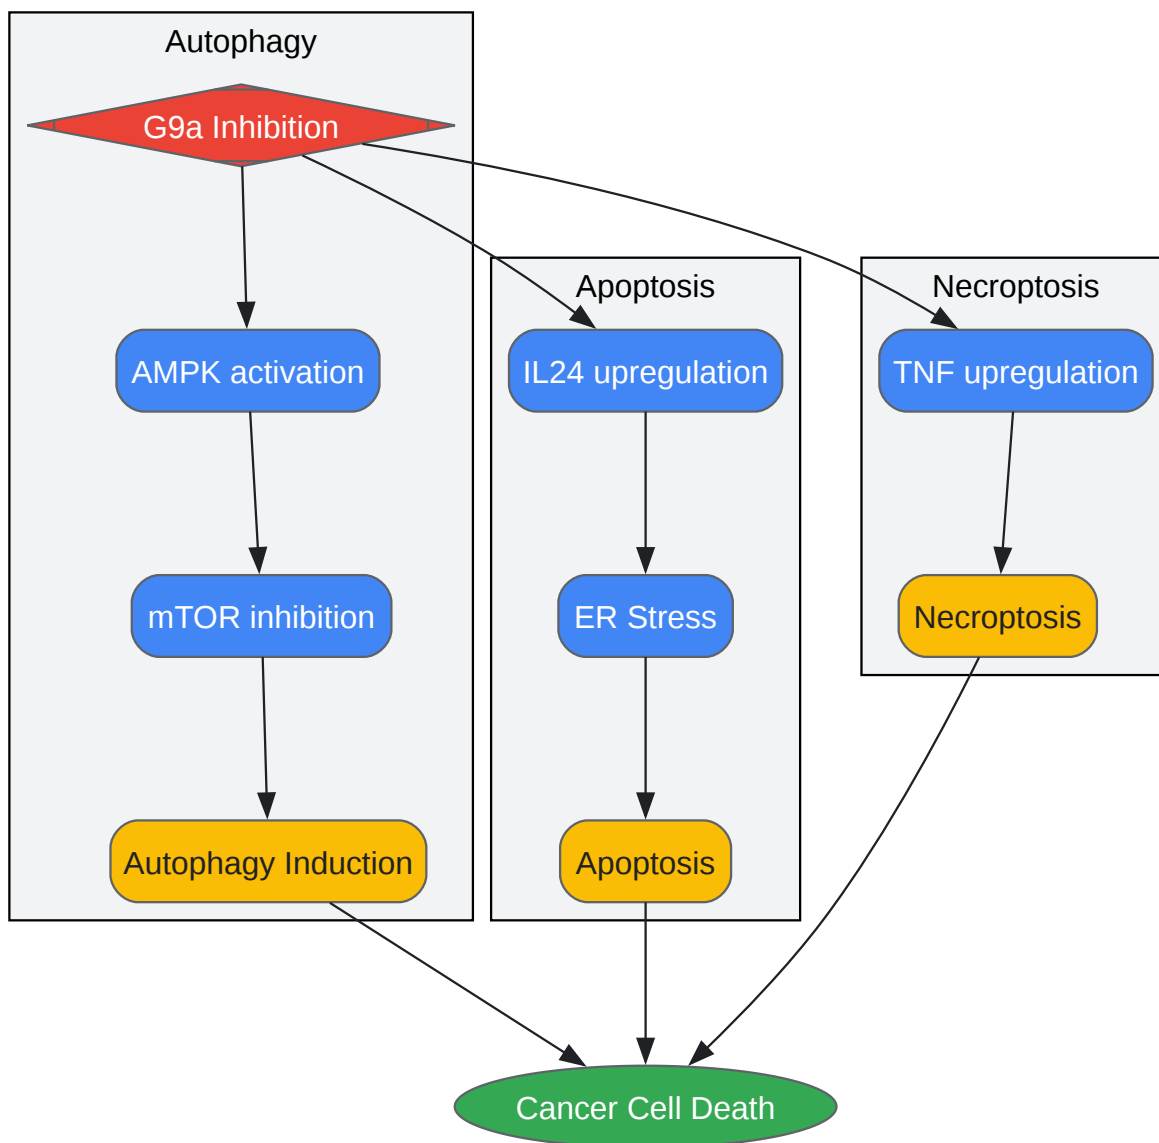 Autophagy
G9a Inhibition
Apoptosis
Necroptosis
AMPK activation
IL24 upregulation
TNF upregulation
mTOR inhibition
ER Stress
Necroptosis
Autophagy Induction
Apoptosis
Cancer Cell Death